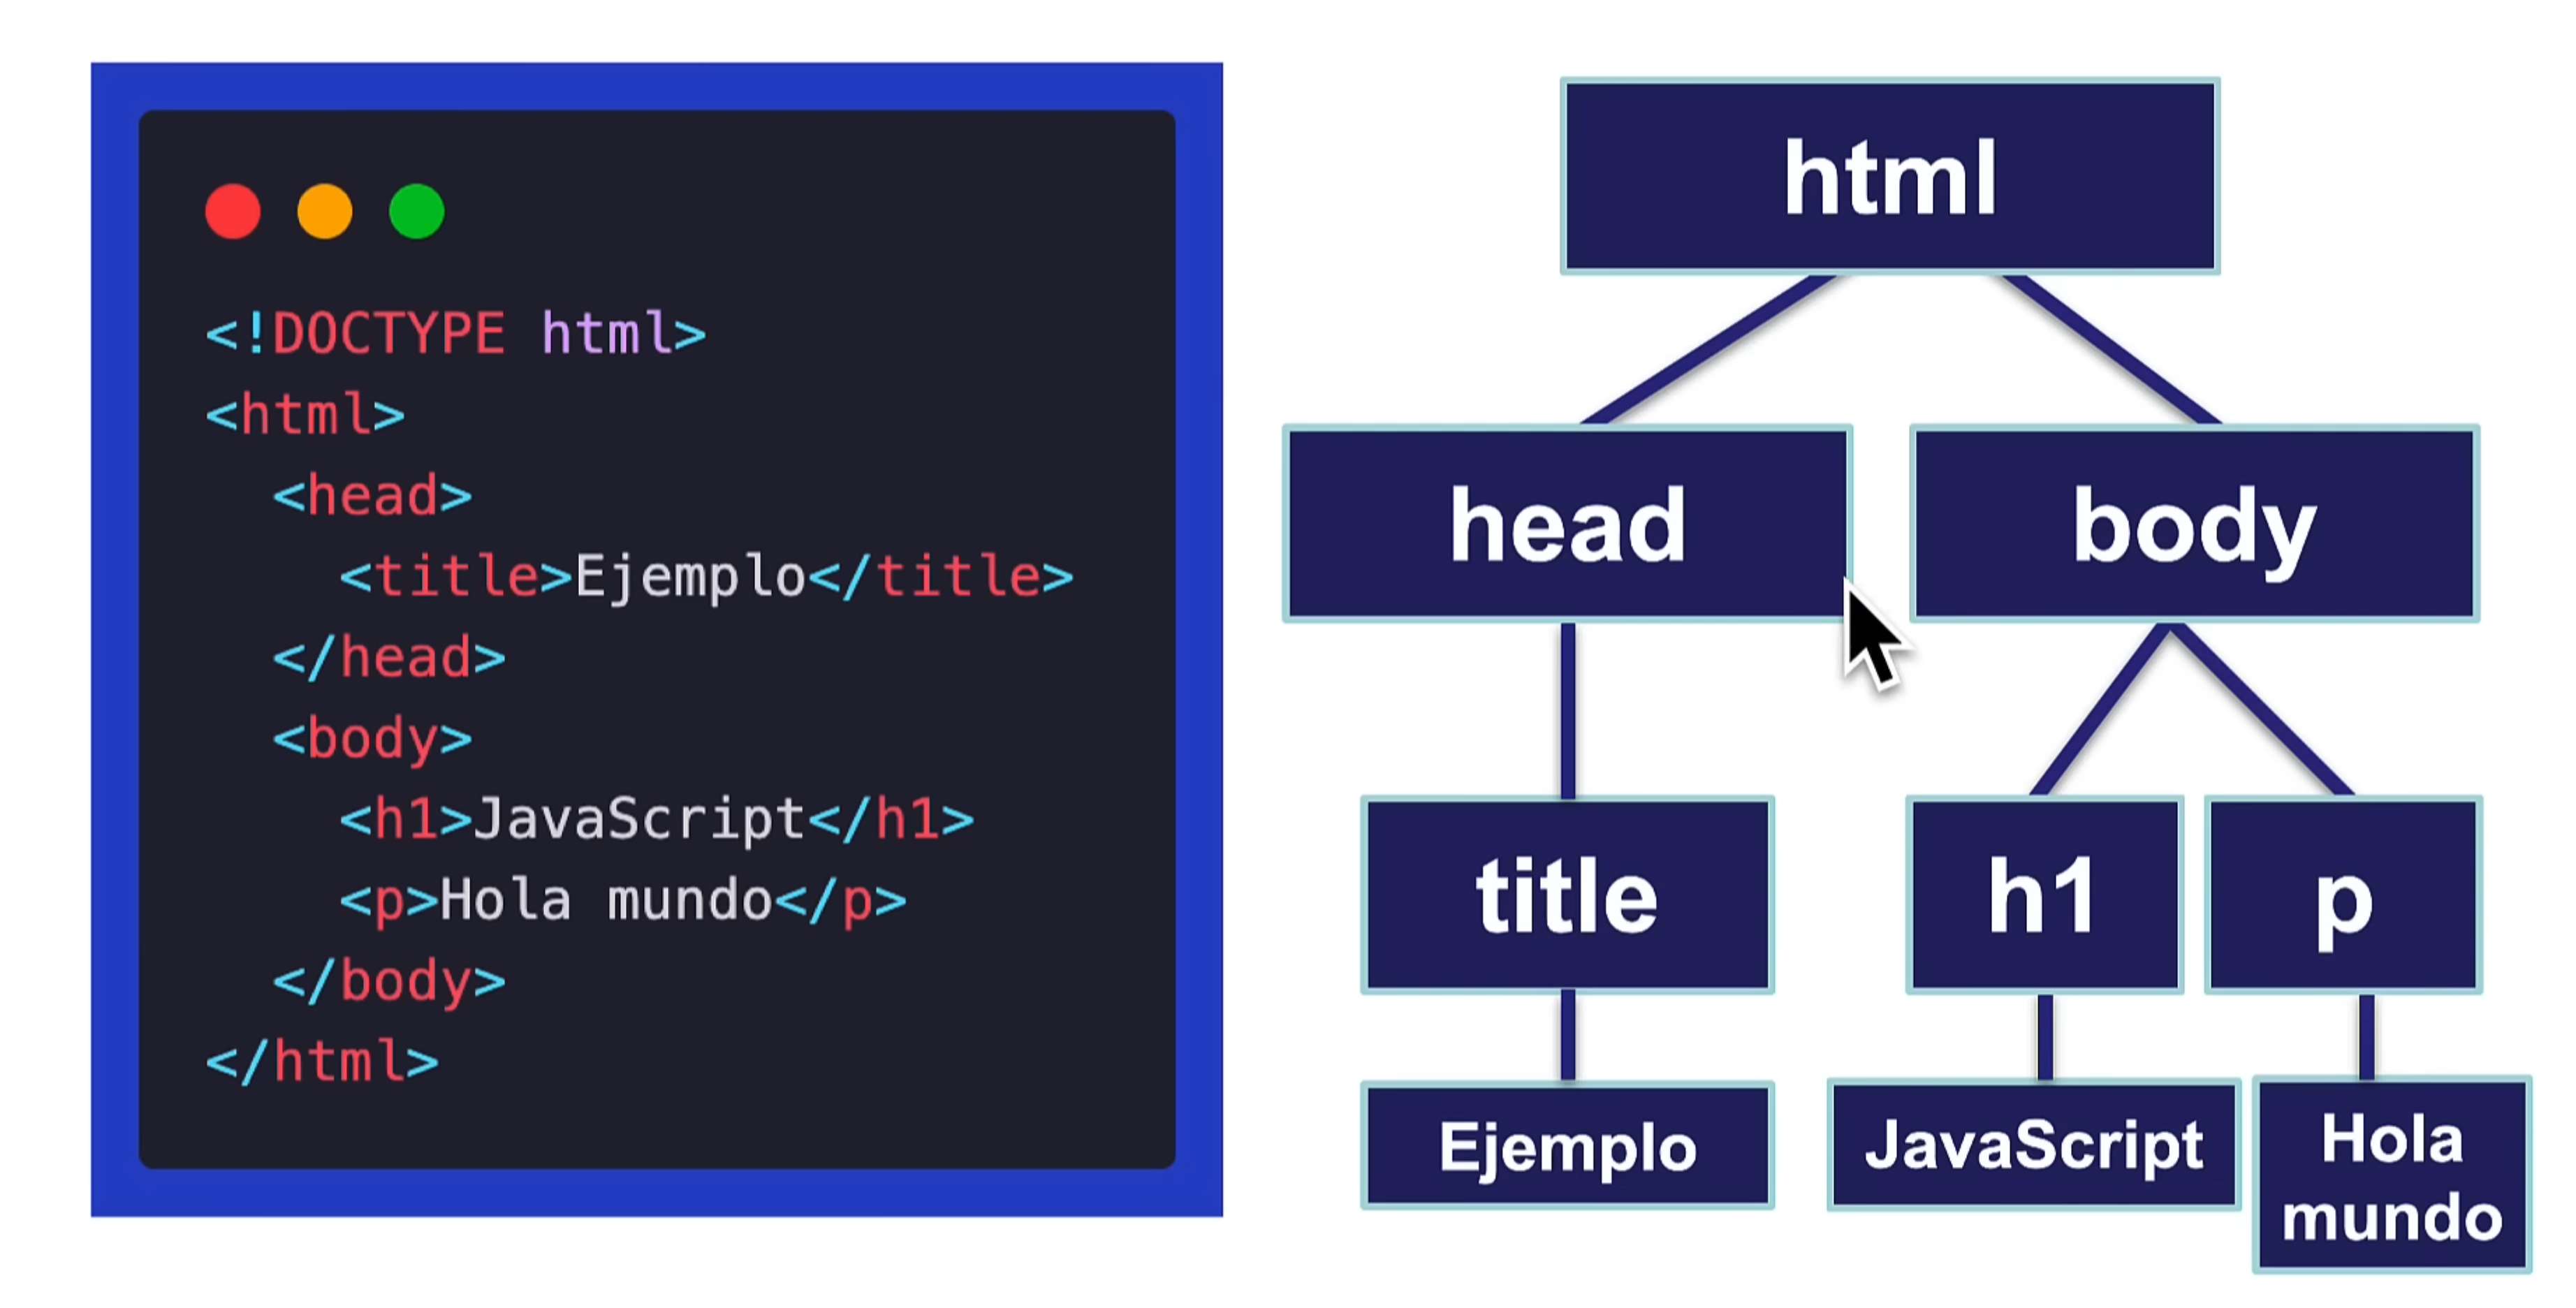 <!DOCTYPE html>
<html>
<head>
<title>Ejemplo</title>
</head>
<body>
<h1>JavaScript</h1>
<p>Hola mundo</p>
</body>
</html>
html
head
body
title
h1
p
Ejemplo
JavaScript
Hola
mundo